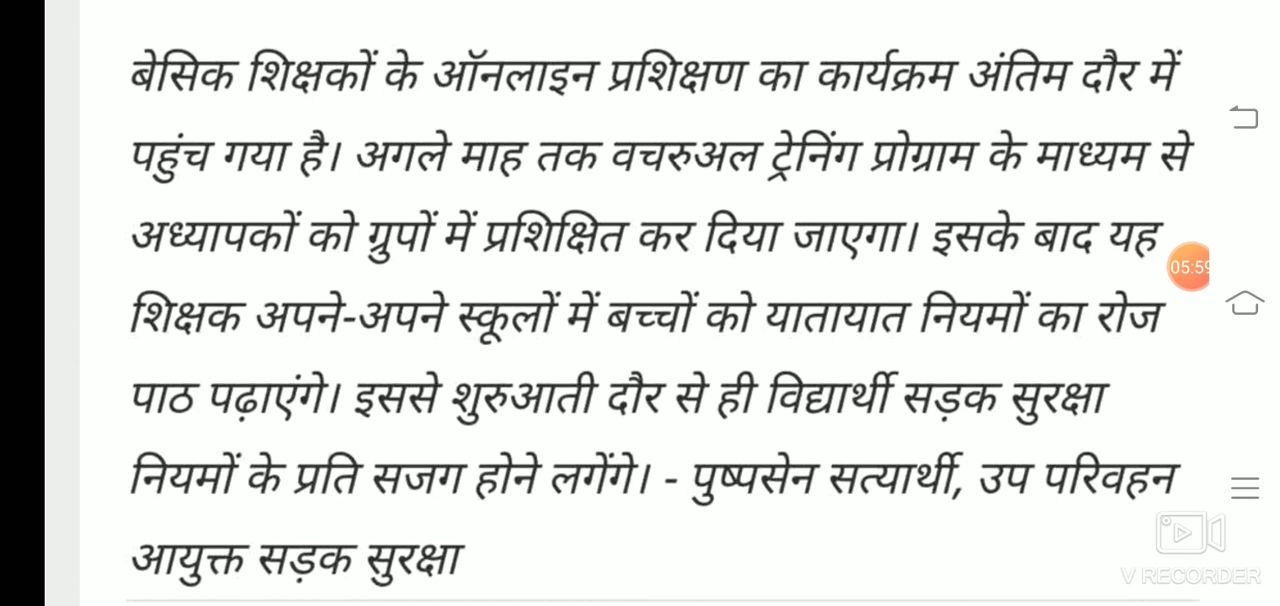 बेसिक शिक्षकों के ऑनलाइन प्रशिक्षण का कार्यक्रम अंतिम दौर में
पहुंच गया है। अगले माह तक वचरुअल ट्रेनिंग प्रोग्राम के माध्यम से
अध्यापकों को ग्रुपों में प्रशिक्षित कर दिया जाएगा। इसके बाद यह
05:59
शिक्षक अपने-अपने स्कूलों में बच्चों को यातायात नियमों का रोज
पाठ पढ़ाएंगे। इससे शुरुआती दौर से ही विद्यार्थी सड़क सुरक्षा
नियमों के प्रति सजग होने लगेंगे। - पुष्पसेन सत्यार्थी, उप परिवहन
आयुक्त सड़क सुरक्षा
V RECORDER